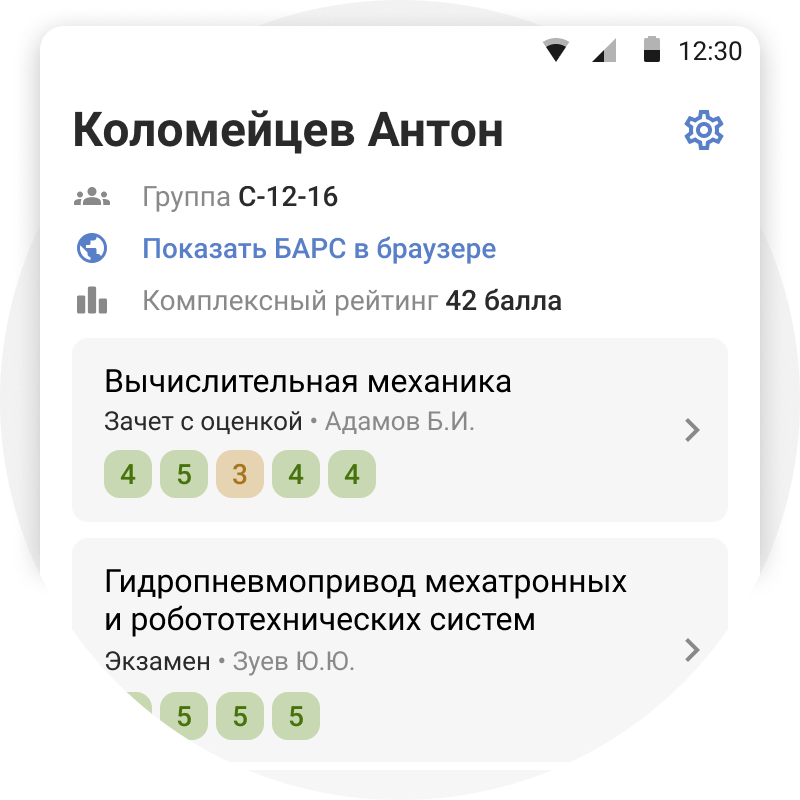 12:30
Коломейцев Антон
Группа С-12-16
Показать БАРС в браузере
Комплексный рейтинг 42 балла
Вычислительная механика
Зачет с оценкой • Адамов Б.И.
4 5 3 4 4
Гидропневмопривод мехатронных
и робототехнических систем
Экзамен • Зуев Ю.Ю.
5 5 5